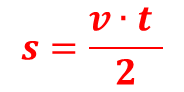 s = v · t / 2